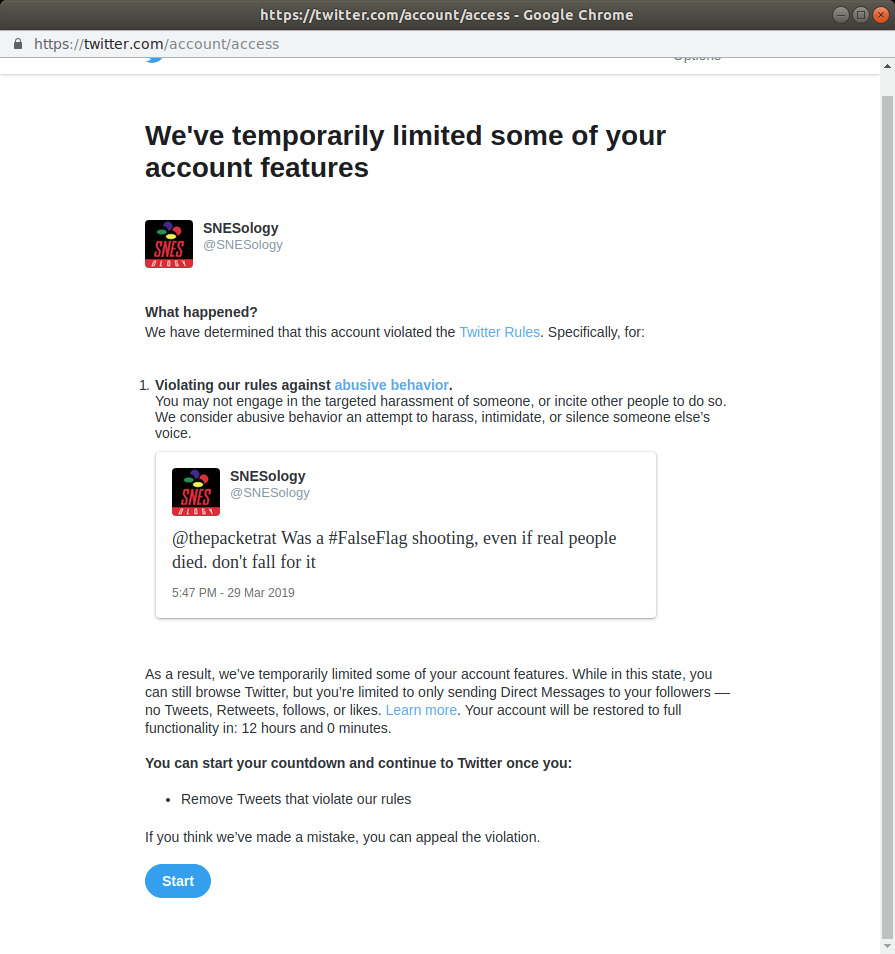 https://twitter.com/account/access - Google Chrome
https://twitter.com/account/access
Options
We've temporarily limited some of your
account features
SNES
OLOGY
SNESology
@SNESology
What happened?
We have determined that this account violated the Twitter Rules. Specifically, for:
1. Violating our rules against abusive behavior.
You may not engage in the targeted harassment of someone, or incite other people to do so.
We consider abusive behavior an attempt to harass, intimidate, or silence someone else’s
voice.
SNES
OLOGY
SNESology
@SNESology
@thepacketrat Was a #FalseFlag shooting, even if real people
died. don't fall for it
5:47 PM - 29 Mar 2019
As a result, we’ve temporarily limited some of your account features. While in this state, you
can still browse Twitter, but you’re limited to only sending Direct Messages to your followers ––
no Tweets, Retweets, follows, or likes. Learn more. Your account will be restored to full
functionality in: 12 hours and 0 minutes.
You can start your countdown and continue to Twitter once you:
• Remove Tweets that violate our rules
If you think we’ve made a mistake, you can appeal the violation.
Start